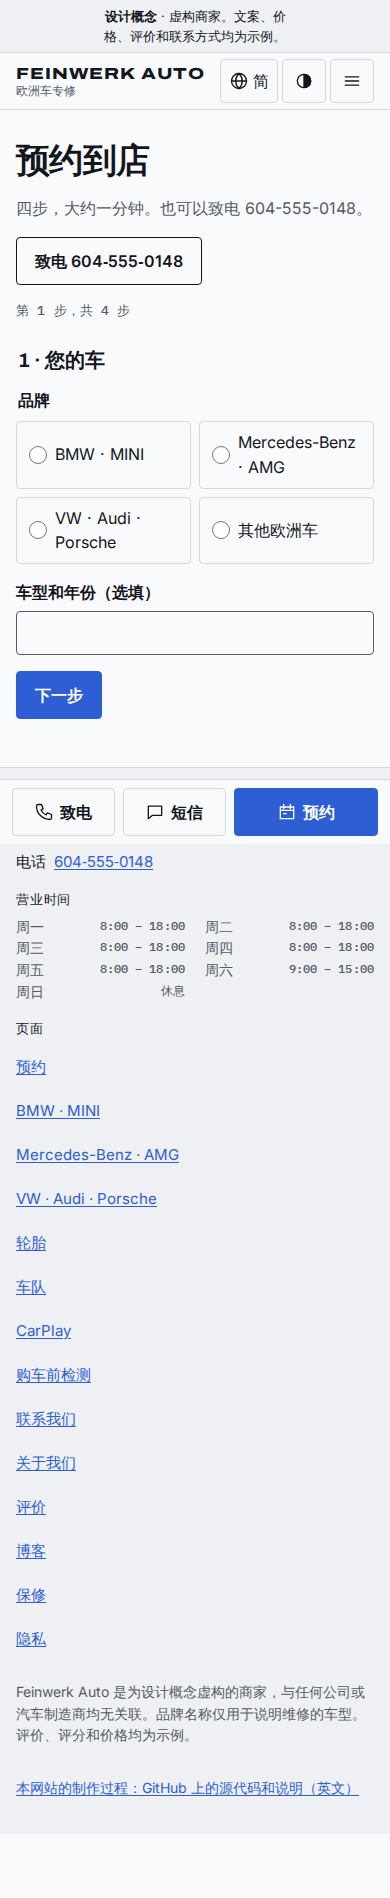 设计概念 · 虚构商家。文案、价
格、评价和联系方式均为示例。
FEINWERK AUTO
欧洲车专修
简
预约到店
四步，大约一分钟。也可以致电 604-555-0148。
致电 604-555-0148
第 1 步，共 4 步
1 · 您的车
品牌
BMW · MINI
Mercedes-Benz
· AMG
VW · Audi ·
Porsche
其他欧洲车
车型和年份（选填）
下一步
致电
短信
预约
电话 604-555-0148
营业时间
周一 8:00 – 18:00 周二 8:00 – 18:00
周三 8:00 – 18:00 周四 8:00 – 18:00
周五 8:00 – 18:00 周六 9:00 – 15:00
周日 休息
页面
预约
BMW · MINI
Mercedes-Benz · AMG
VW · Audi · Porsche
轮胎
车队
CarPlay
购车前检测
联系我们
关于我们
评价
博客
保修
隐私
Feinwerk Auto 是为设计概念虚构的商家，与任何公司或
汽车制造商均无关联。品牌名称仅用于说明维修的车型。
评价、评分和价格均为示例。
本网站的制作过程：GitHub 上的源代码和说明（英文）